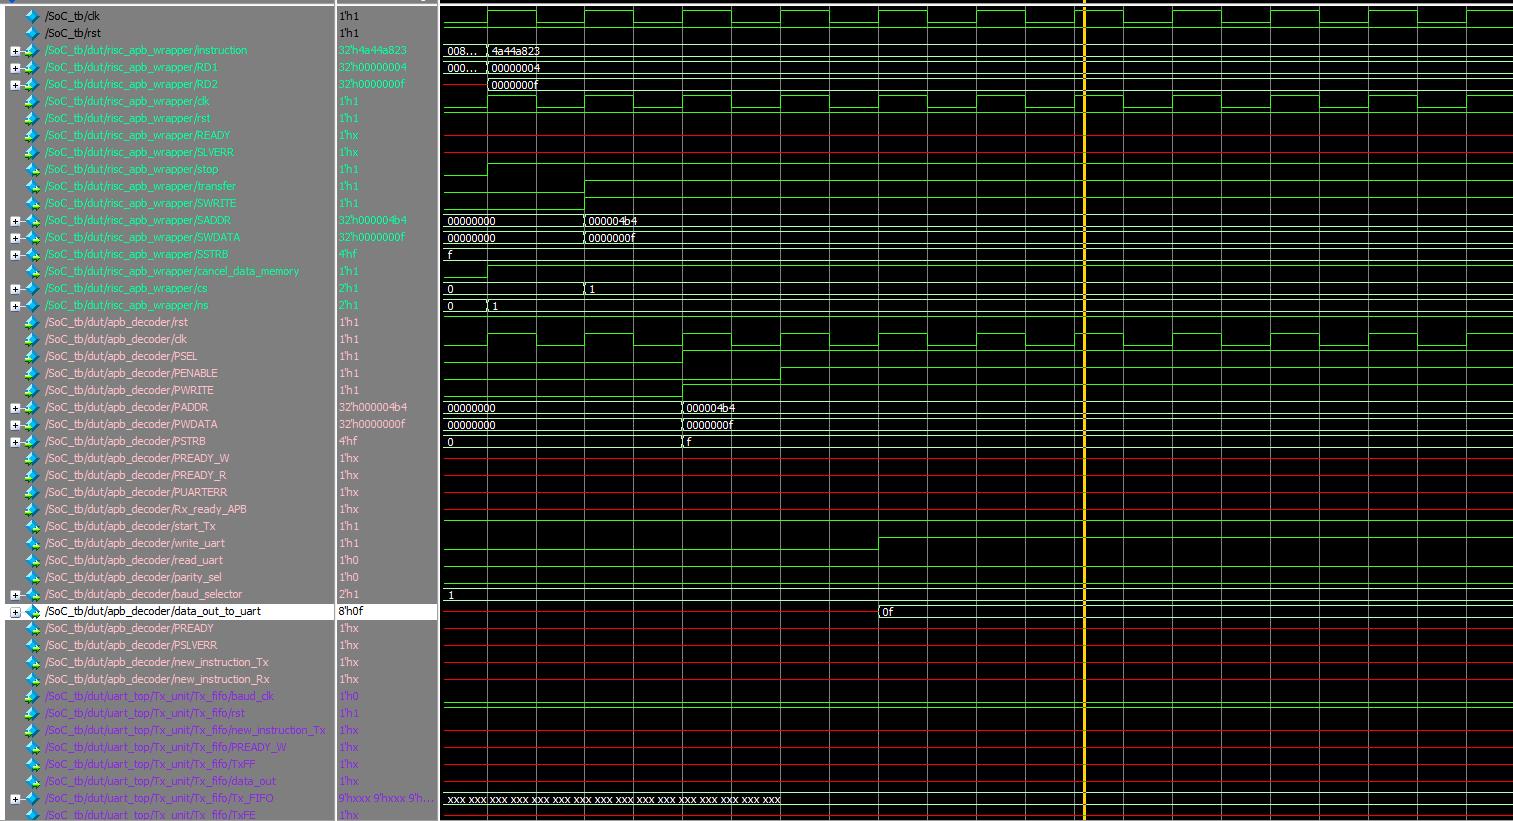 /SoC_tb/clk 1'h1
/SoC_tb/rst 1'h1
/SoC_tb/dut/risc_apb_wrapper/instruction 32'h4a44a823 008... 4a44a823
/SoC_tb/dut/risc_apb_wrapper/RD1 32'h00000004 000... 00000004
/SoC_tb/dut/risc_apb_wrapper/RD2 32'h0000000f 0000000f
/SoC_tb/dut/risc_apb_wrapper/clk 1'h1
/SoC_tb/dut/risc_apb_wrapper/rst 1'h1
/SoC_tb/dut/risc_apb_wrapper/READY 1'hx
/SoC_tb/dut/risc_apb_wrapper/SLVERR 1'hx
/SoC_tb/dut/risc_apb_wrapper/stop 1'h1
/SoC_tb/dut/risc_apb_wrapper/transfer 1'h1
/SoC_tb/dut/risc_apb_wrapper/SWRITE 1'h1
/SoC_tb/dut/risc_apb_wrapper/SADDR 32'h000004b4 00000000 000004b4
/SoC_tb/dut/risc_apb_wrapper/SWDATA 32'h0000000f 00000000 0000000f
/SoC_tb/dut/risc_apb_wrapper/SSTRB 4'hf f
/SoC_tb/dut/risc_apb_wrapper/cancel_data_memory 1'h1
/SoC_tb/dut/risc_apb_wrapper/cs 2'h1 0 1
/SoC_tb/dut/risc_apb_wrapper/ns 2'h1 0 1
/SoC_tb/dut/apb_decoder/rst 1'h1
/SoC_tb/dut/apb_decoder/clk 1'h1
/SoC_tb/dut/apb_decoder/PSEL 1'h1
/SoC_tb/dut/apb_decoder/PENABLE 1'h1
/SoC_tb/dut/apb_decoder/PWRITE 1'h1
/SoC_tb/dut/apb_decoder/PADDR 32'h000004b4 00000000 000004b4
/SoC_tb/dut/apb_decoder/PWDATA 32'h0000000f 00000000 0000000f
/SoC_tb/dut/apb_decoder/PSTRB 4'hf 0 f
/SoC_tb/dut/apb_decoder/PREADY_W 1'hx
/SoC_tb/dut/apb_decoder/PREADY_R 1'hx
/SoC_tb/dut/apb_decoder/PUARTERR 1'hx
/SoC_tb/dut/apb_decoder/Rx_ready_APB 1'hx
/SoC_tb/dut/apb_decoder/start_Tx 1'h1
/SoC_tb/dut/apb_decoder/write_uart 1'h1
/SoC_tb/dut/apb_decoder/read_uart 1'h0
/SoC_tb/dut/apb_decoder/parity_sel 1'h0
/SoC_tb/dut/apb_decoder/baud_selector 2'h1 1
/SoC_tb/dut/apb_decoder/data_out_to_uart 8'h0f 0f
/SoC_tb/dut/apb_decoder/PREADY 1'hx
/SoC_tb/dut/apb_decoder/PSLVERR 1'hx
/SoC_tb/dut/apb_decoder/new_instruction_Tx 1'hx
/SoC_tb/dut/apb_decoder/new_instruction_Rx 1'hx
/SoC_tb/dut/uart_top/Tx_unit/Tx_fifo/baud_clk 1'h0
/SoC_tb/dut/uart_top/Tx_unit/Tx_fifo/rst 1'h1
/SoC_tb/dut/uart_top/Tx_unit/Tx_fifo/new_instruction_Tx 1'hx
/SoC_tb/dut/uart_top/Tx_unit/Tx_fifo/PREADY_W 1'hx
/SoC_tb/dut/uart_top/Tx_unit/Tx_fifo/TxFF 1'hx
/SoC_tb/dut/uart_top/Tx_unit/Tx_fifo/data_out 1'hx
/SoC_tb/dut/uart_top/Tx_unit/Tx_fifo/Tx_FIFO 9'hxxx 9'hxxx 9'h... xxx xxx xxx xxx xxx xxx xxx xxx xxx xxx xxx xxx xxx xxx xxx xxx
/SoC_tb/dut/uart_top/Tx_unit/Tx_fifo/TxFE 1'hx